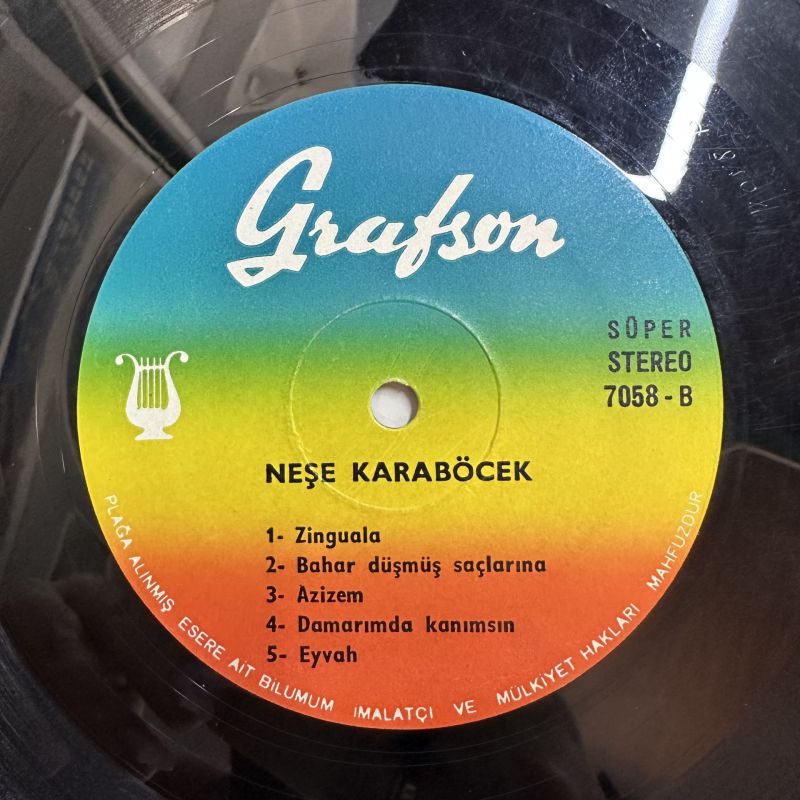 Grafson
SÜPER
STEREO
7058 - B
NEŞE KARABÖCEK
1- Zinguala
2- Bahar düşmüş saçlarına
3- Azizem
4- Damarımda kanımsın
5- Eyvah
PLAĞA ALINMIŞ ESERE AİT BİLUMUM İMALATÇI VE MÜLKİYET HAKLARI MAHFUZDUR